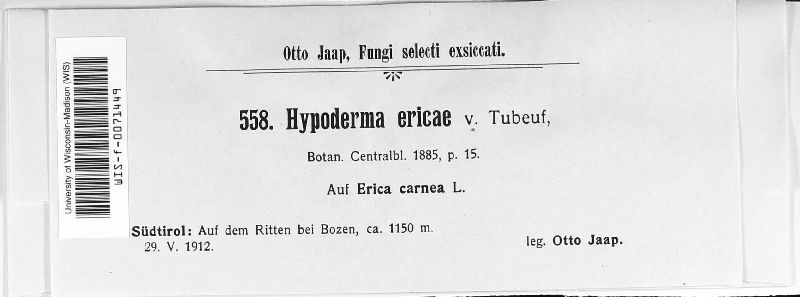 Otto Jaap, Fungi selecti exsiccati.
558. Hypoderma ericae v. Tubeuf,
Botan. Centralbl. 1885, p. 15.
Auf Erica carnea L.
Südtirol: Auf dem Ritten bei Bozen, ca. 1150 m.
29. V. 1912.
leg. Otto Jaap.
University of Wisconsin-Madison (WIS)
WIS-f-0071449